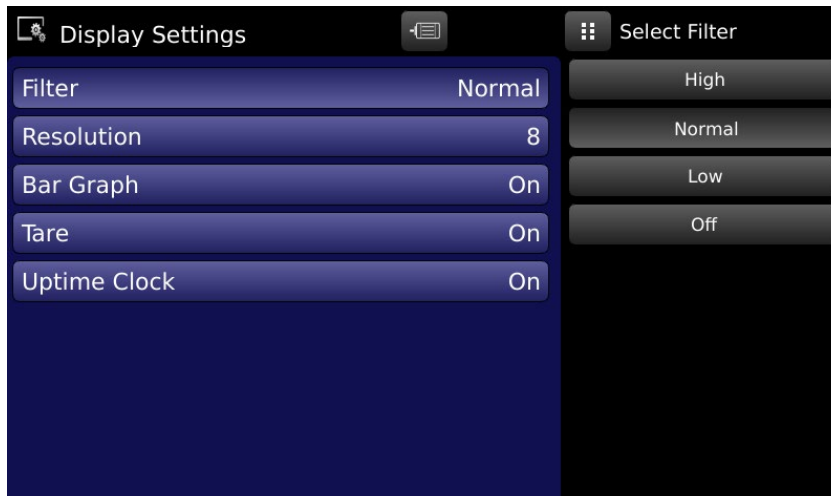 Display Settings
Filter Normal
Resolution 8
Bar Graph On
Tare On
Uptime Clock On
Select Filter
High
Normal
Low
Off